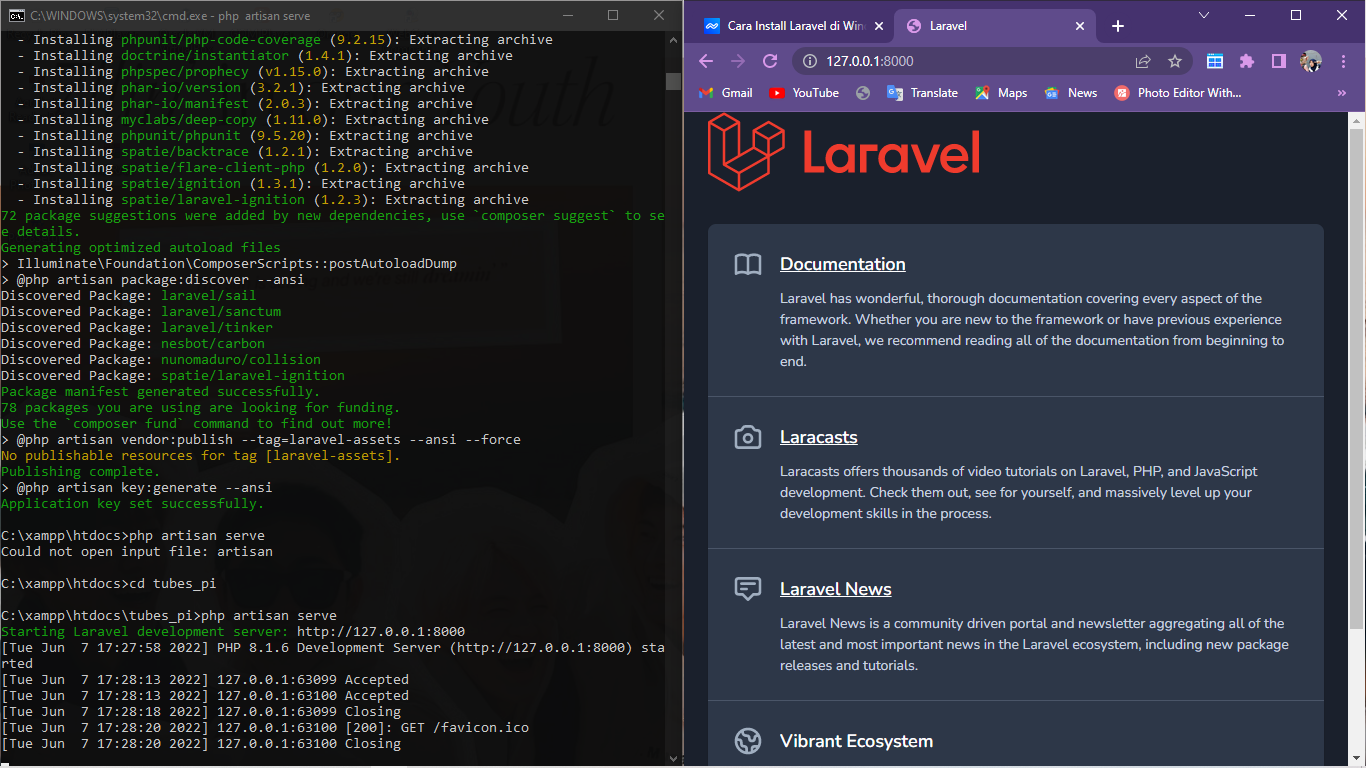 C:\WINDOWS\system32\cmd.exe - php artisan serve
- Installing phpunit/php-code-coverage (9.2.15): Extracting archive
- Installing doctrine/instantiator (1.4.1): Extracting archive
- Installing phpspec/prophecy (v1.15.0): Extracting archive
- Installing phar-io/version (3.2.1): Extracting archive
- Installing phar-io/manifest (2.0.3): Extracting archive
- Installing myclabs/deep-copy (1.11.0): Extracting archive
- Installing phpunit/phpunit (9.5.20): Extracting archive
- Installing spatie/backtrace (1.2.1): Extracting archive
- Installing spatie/flare-client-php (1.2.0): Extracting archive
- Installing spatie/ignition (1.3.1): Extracting archive
- Installing spatie/laravel-ignition (1.2.3): Extracting archive
72 package suggestions were added by new dependencies, use `composer suggest` to se
e details.
Generating optimized autoload files
> Illuminate\Foundation\ComposerScripts::postAutoloadDump
> @php artisan package:discover --ansi
Discovered Package: laravel/sail
Discovered Package: laravel/sanctum
Discovered Package: laravel/tinker
Discovered Package: nesbot/carbon
Discovered Package: nunomaduro/collision
Discovered Package: spatie/laravel-ignition
Package manifest generated successfully.
78 packages you are using are looking for funding.
Use the `composer fund` command to find out more!
> @php artisan vendor:publish --tag=laravel-assets --ansi --force
No publishable resources for tag [laravel-assets].
Publishing complete.
> @php artisan key:generate --ansi
Application key set successfully.
C:\xampp\htdocs>php artisan serve
Could not open input file: artisan
C:\xampp\htdocs>cd tubes_pi
C:\xampp\htdocs\tubes_pi>php artisan serve
Starting Laravel development server: http://127.0.0.1:8000
[Tue Jun  7 17:27:58 2022] PHP 8.1.6 Development Server (http://127.0.0.1:8000) sta
rted
[Tue Jun  7 17:28:13 2022] 127.0.0.1:63099 Accepted
[Tue Jun  7 17:28:13 2022] 127.0.0.1:63100 Accepted
[Tue Jun  7 17:28:18 2022] 127.0.0.1:63099 Closing
[Tue Jun  7 17:28:20 2022] 127.0.0.1:63100 [200]: GET /favicon.ico
[Tue Jun  7 17:28:20 2022] 127.0.0.1:63100 Closing
Cara Install Laravel di Win
Laravel
127.0.0.1:8000
Gmail
YouTube
Translate
Maps
News
Photo Editor With...
Laravel
Documentation
Laravel has wonderful, thorough documentation covering every aspect of the
framework. Whether you are new to the framework or have previous experience
with Laravel, we recommend reading all of the documentation from beginning to
end.
Laracasts
Laracasts offers thousands of video tutorials on Laravel, PHP, and JavaScript
development. Check them out, see for yourself, and massively level up your
development skills in the process.
Laravel News
Laravel News is a community driven portal and newsletter aggregating all of the
latest and most important news in the Laravel ecosystem, including new package
releases and tutorials.
Vibrant Ecosystem